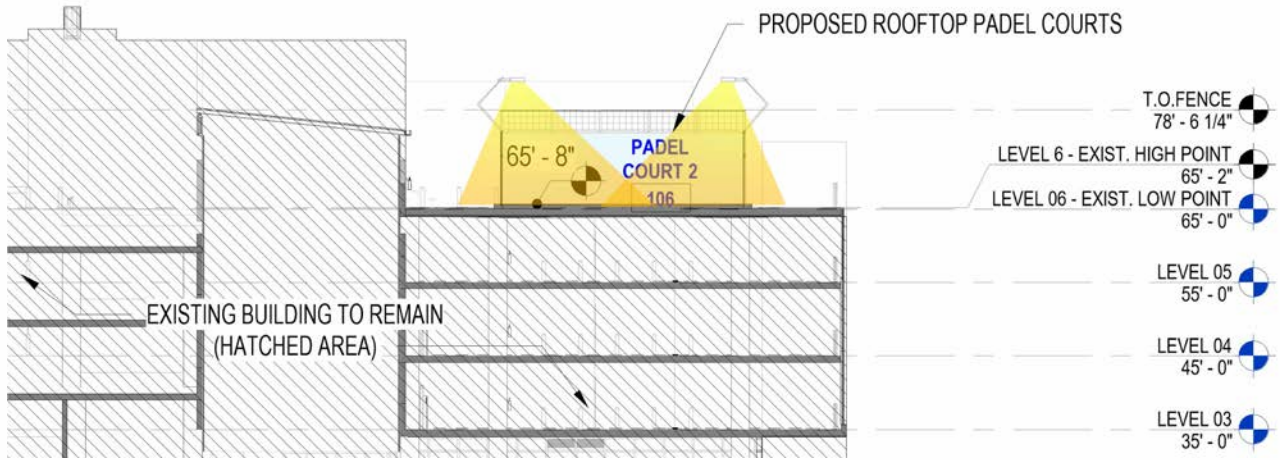 PROPOSED ROOFTOP PADEL COURTS
T.O.FENCE
78' - 6 1/4"
65' - 8"
PADEL
COURT 2
106
LEVEL 6 - EXIST. HIGH POINT
65' - 2"
LEVEL 06 - EXIST. LOW POINT
65' - 0"
LEVEL 05
55' - 0"
EXISTING BUILDING TO REMAIN
(HATCHED AREA)
LEVEL 04
45' - 0"
LEVEL 03
35' - 0"